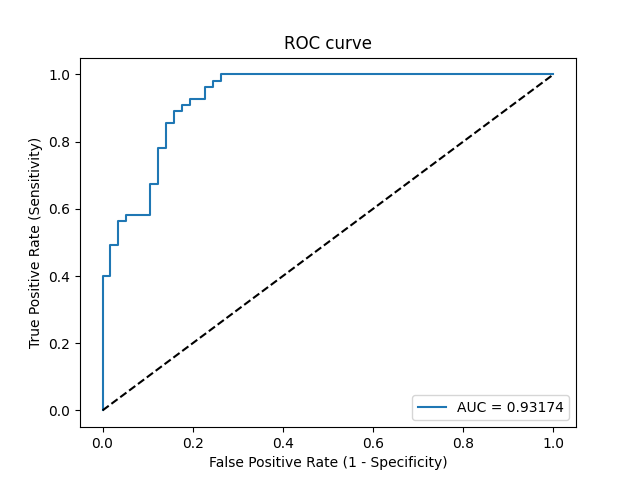 ROC curve
True Positive Rate (Sensitivity)
1.0
0.8
0.6
0.4
0.2
0.0
AUC = 0.93174
0.0 0.2 0.4 0.6 0.8 1.0
False Positive Rate (1 - Specificity)